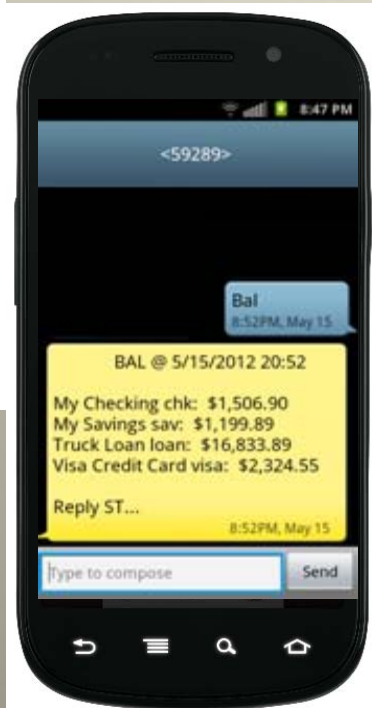 8:47 PM
<59289>
Bal
8:52PM, May 15
BAL @ 5/15/2012 20:52
My Checking chk: $1,506.90
My Savings sav: $1,199.89
Truck Loan loan: $16,833.89
Visa Credit Card visa: $2,324.55
Reply ST...
8:52PM, May 15
Type to compose
Send